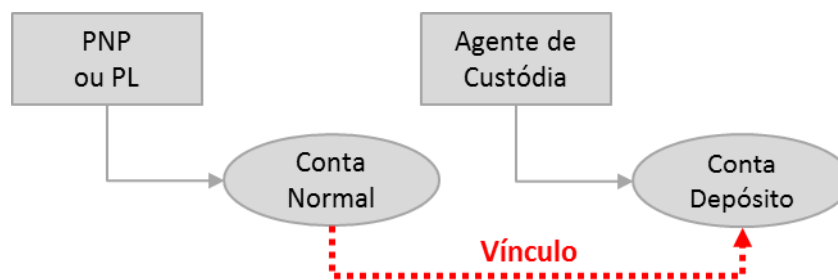 PNP
ou PL
Agente de
Custódia
Conta
Normal
Conta
Depósito
Vínculo